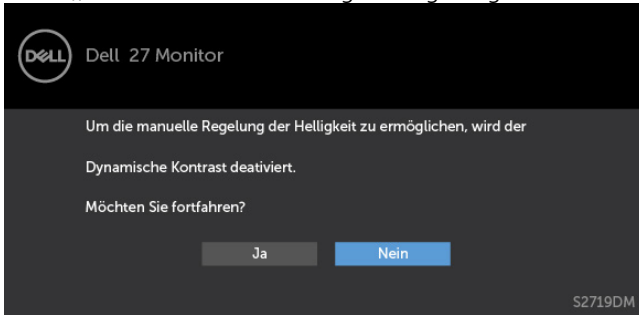 DELL
Dell 27 Monitor
Um die manuelle Regelung der Helligkeit zu ermöglichen, wird der
Dynamische Kontrast deativiert.
Möchten Sie fortfahren?
Ja
Nein
S2719DM